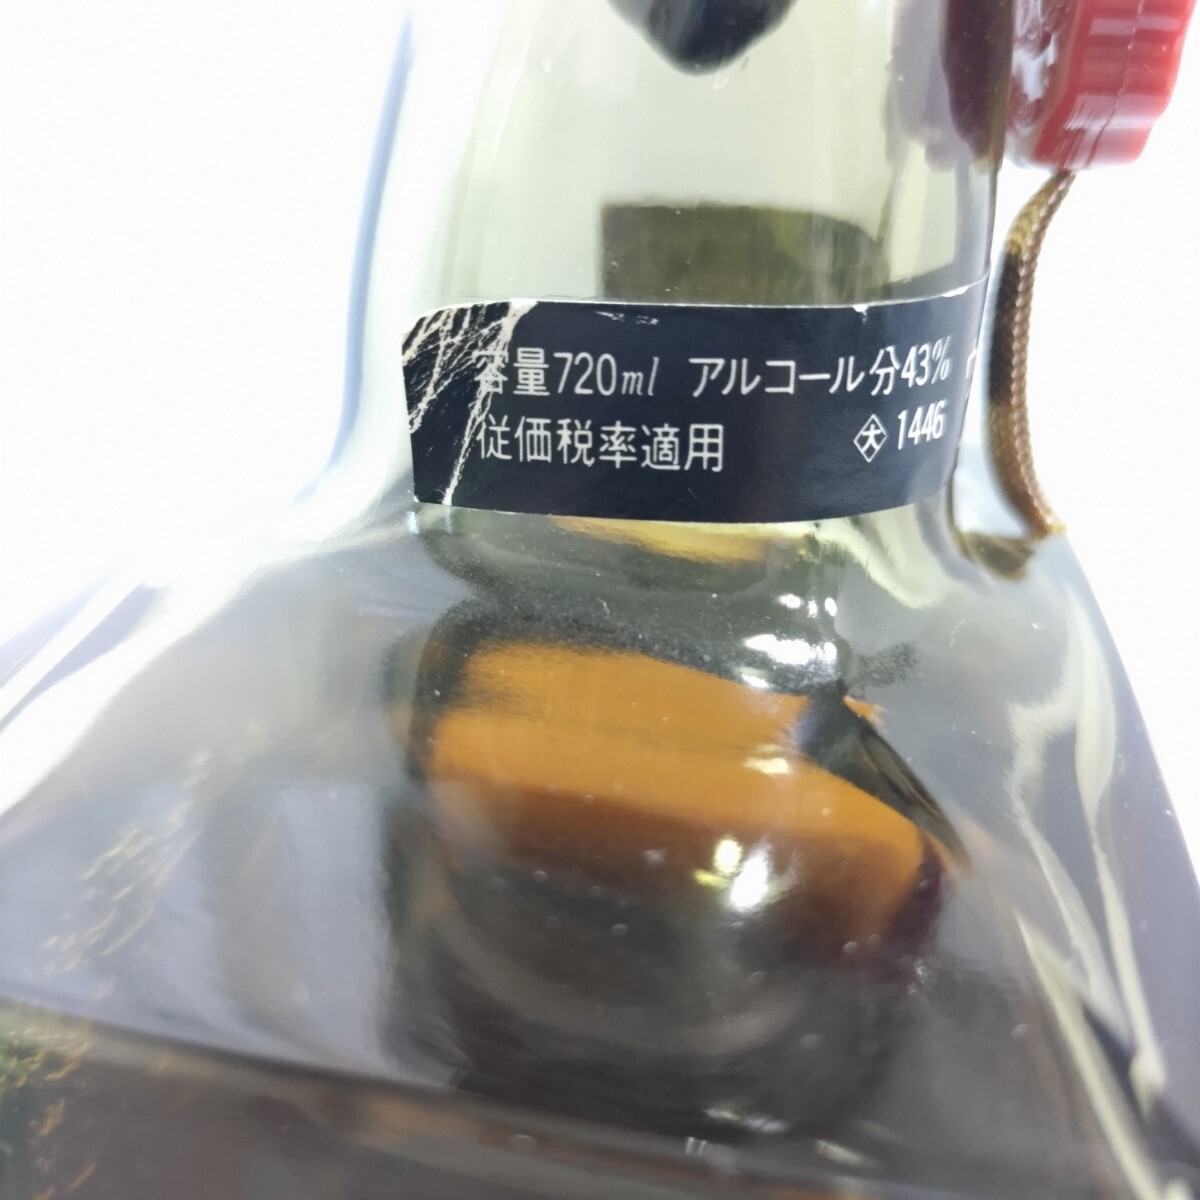 容量720ml アルコール分43%
従価税率適用 大 1446